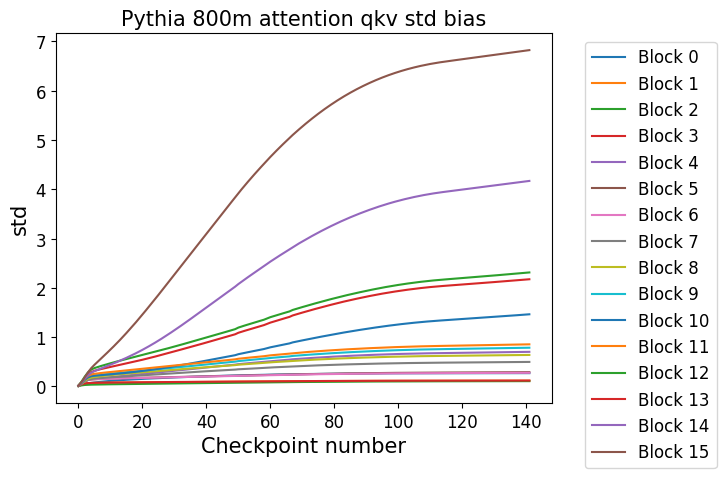 Pythia 800m attention qkv std bias
7
6
5
4
3
2
1
0
std
0 20 40 60 80 100 120 140
Checkpoint number
Block 0
Block 1
Block 2
Block 3
Block 4
Block 5
Block 6
Block 7
Block 8
Block 9
Block 10
Block 11
Block 12
Block 13
Block 14
Block 15